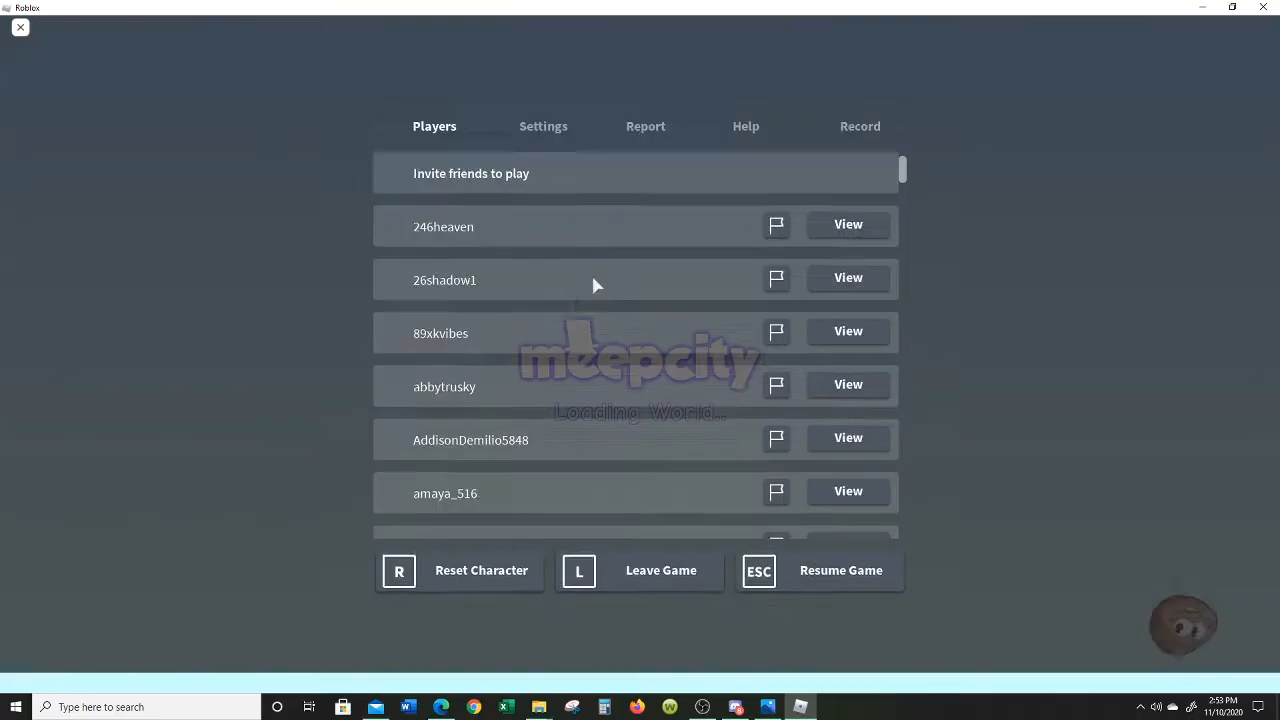 Roblox
Players Settings Report Help Record
Invite friends to play
246heaven View
26shadow1 View
89xkvibes View
meepcity
abbytrusky View
Loading World..
AddisonDemilio5848 View
amaya_516 View
R Reset Character L Leave Game ESC Resume Game
Type here to search
2:53 PM
11/10/2020